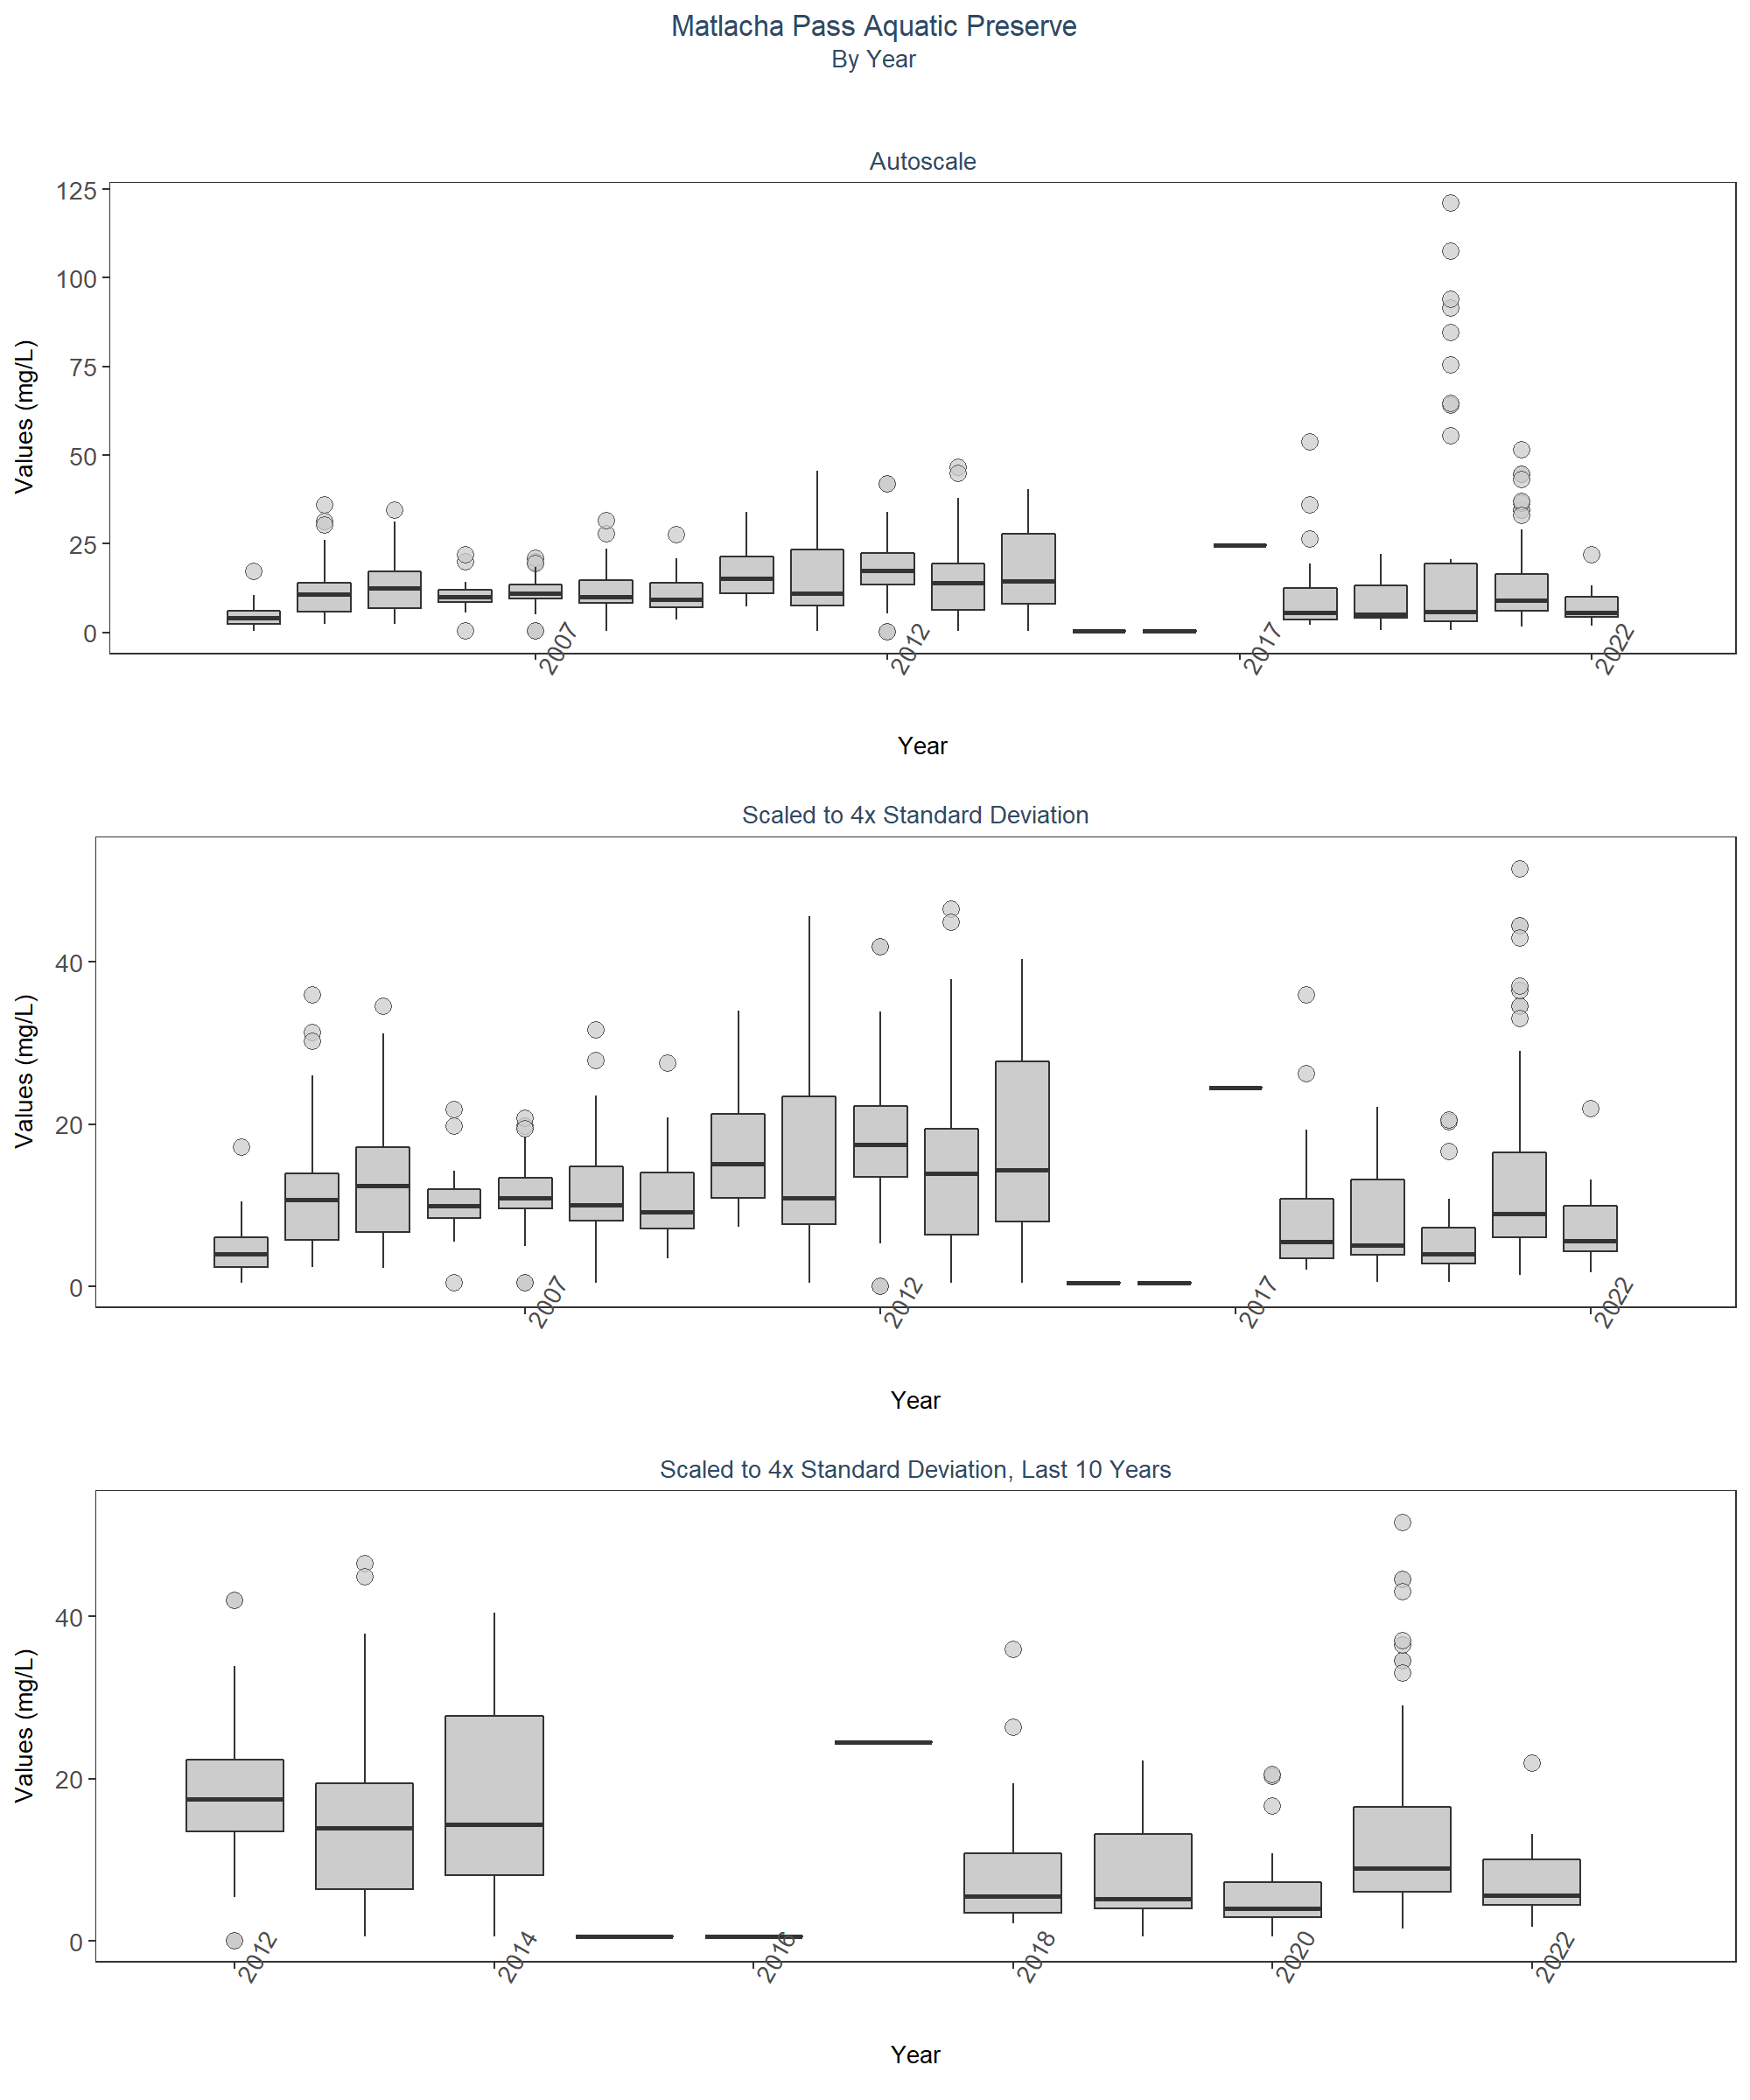 Matlacha Pass Aquatic Preserve
By Year
Autoscale
Values (mg/L)
125
100
75
50
25
0
2007
2012
2017
2022
Year
Scaled to 4x Standard Deviation
Values (mg/L)
40
20
0
2007
2012
2017
2022
Year
Scaled to 4x Standard Deviation, Last 10 Years
Values (mg/L)
40
20
0
2012
2014
2016
2018
2020
2022
Year